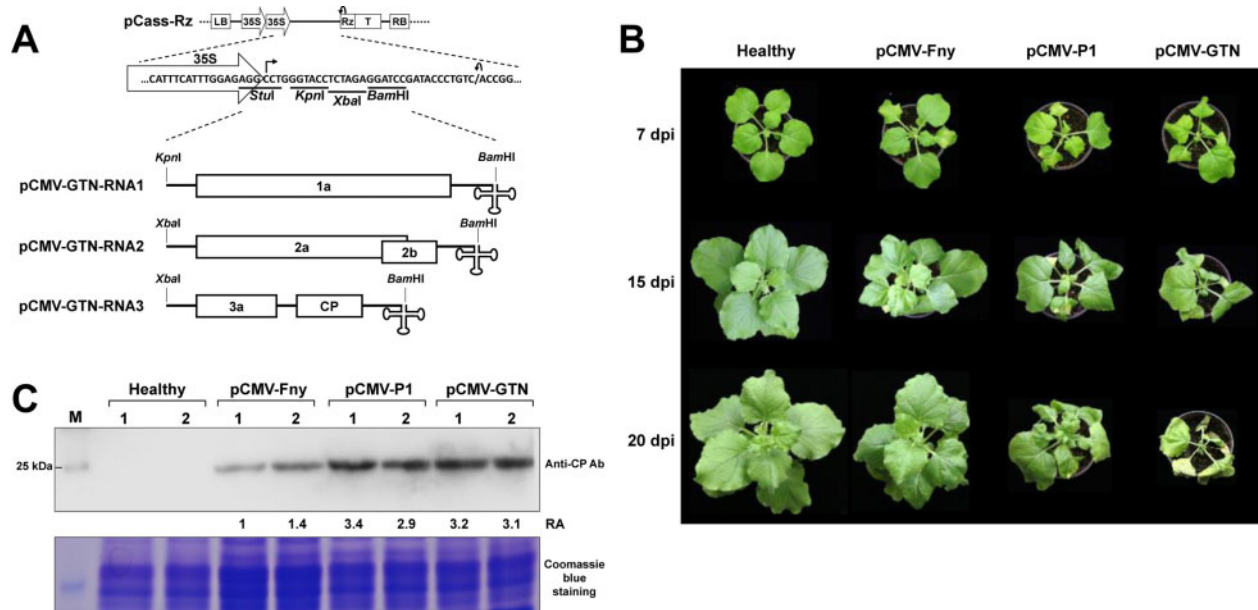 A
pCass-Rz
LB 35S 35S Rz T RB
35S
...CATTTCATTTGGAGAGGCCTGGGTACCTCTAGAGGATCCGATACCCTGTC/ACCGG...
StuI KpnI XbaI BamHI
KpnI BamHI
pCMV-GTN-RNA1 1a
XbaI BamHI
pCMV-GTN-RNA2 2a 2b
XbaI BamHI
pCMV-GTN-RNA3 3a CP
B
Healthy pCMV-Fny pCMV-P1 pCMV-GTN
7 dpi
15 dpi
20 dpi
C
Healthy pCMV-Fny pCMV-P1 pCMV-GTN
M 1 2 1 2 1 2 1 2
25 kDa Anti-CP Ab
1 1.4 3.4 2.9 3.2 3.1 RA
Coomassie
blue
staining